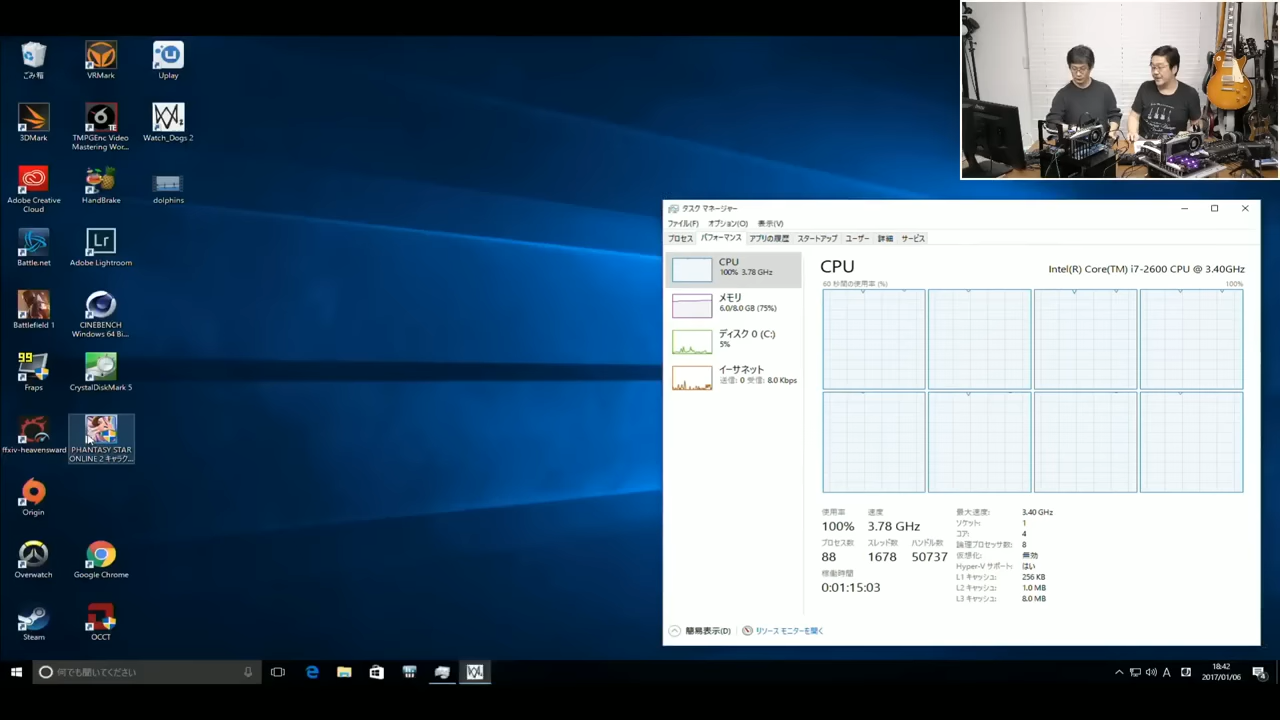 ごみ箱
VRMark
Uplay
3DMark
TMPGEnc Video
Mastering Wor...
Watch_Dogs 2
Adobe Creative
Cloud
HandBrake
dolphins
Battle.net
Lr
Adobe Lightroom
Battlefield 1
CINEBENCH
Windows 64 Bi...
99
Fraps
CrystalDiskMark 5
ffxiv-heavensward
PHANTASY STAR
ONLINE 2 キャラク...
Origin
Overwatch
Google Chrome
Steam
OCCT
タスク マネージャー
ファイル(F) オプション(O) 表示(V)
プロセス パフォーマンス アプリの履歴 スタートアップ ユーザー 詳細 サービス
CPU
100% 3.78 GHz
メモリ
6.0/8.0 GB (75%)
ディスク 0 (C:)
5%
イーサネット
送信: 0 受信: 8.0 Kbps
CPU
Intel(R) Core(TM) i7-2600 CPU @ 3.40GHz
60 秒間の使用率 (%)
100%
使用率 速度
100% 3.78 GHz
プロセス数 スレッド数 ハンドル数
88 1678 50737
稼働時間
0:01:15:03
最大速度: 3.40 GHz
ソケット: 1
コア: 4
論理プロセッサ数: 8
仮想化: 無効
Hyper-V サポート: はい
L1 キャッシュ: 256 KB
L2 キャッシュ: 1.0 MB
L3 キャッシュ: 8.0 MB
簡易表示(D)
リソース モニターを開く
何でも聞いてください
A
18:42
2017/01/06